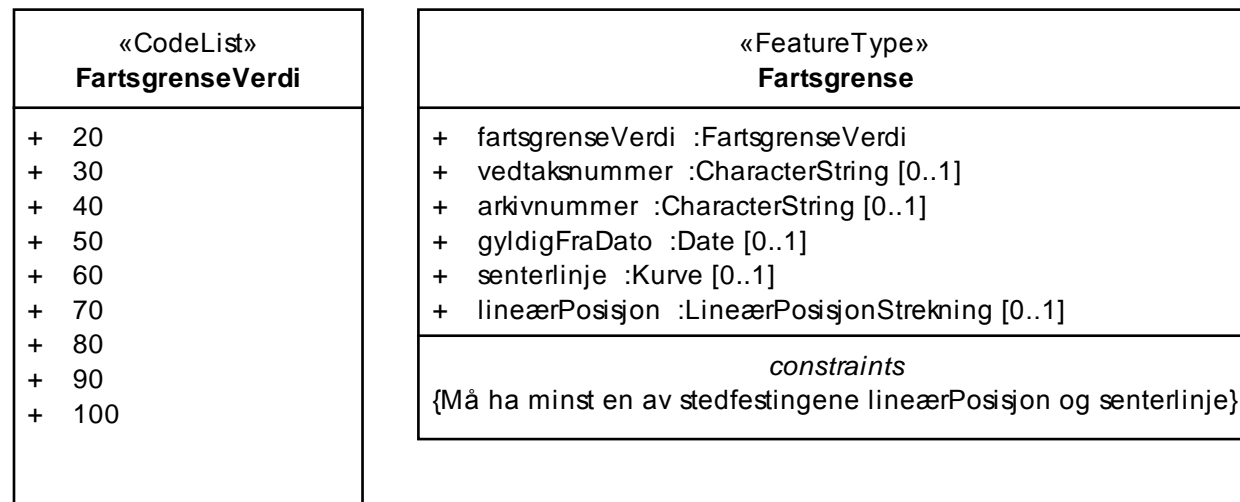 «CodeList»
FartsgrenseVerdi
+ 20
+ 30
+ 40
+ 50
+ 60
+ 70
+ 80
+ 90
+ 100
«FeatureType»
Fartsgrense
+ fartsgrenseVerdi :FartsgrenseVerdi
+ vedtaksnummer :CharacterString [0..1]
+ arkivnummer :CharacterString [0..1]
+ gyldigFraDato :Date [0..1]
+ senterlinje :Kurve [0..1]
+ lineærPosisjon :LineærPosisjonStrekning [0..1]
constraints
{Må ha minst en av stedfestingene lineærPosisjon og senterlinje}